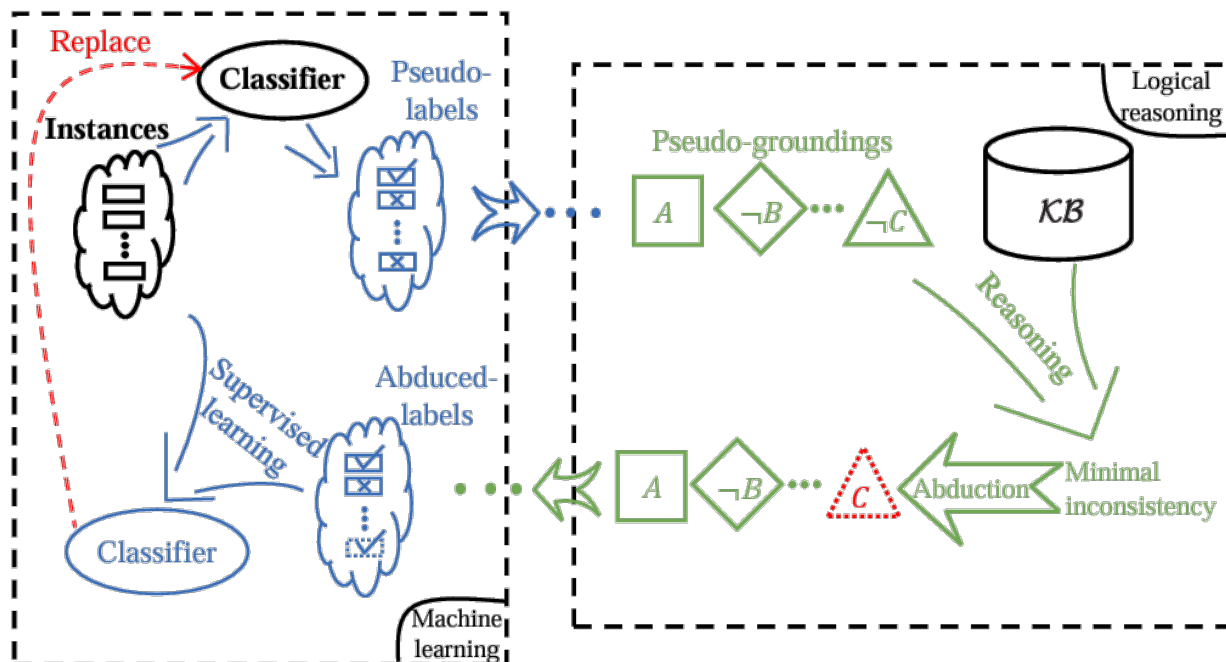 Replace
Classifier
Instances
Pseudo-
labels
Supervised
learning
Abduced-
labels
Classifier
Machine
learning
Logical
reasoning
Pseudo-groundings
A
¬B
¬C
𝒦ℬ
Reasoning
A
¬B
C
Abduction
Minimal
inconsistency